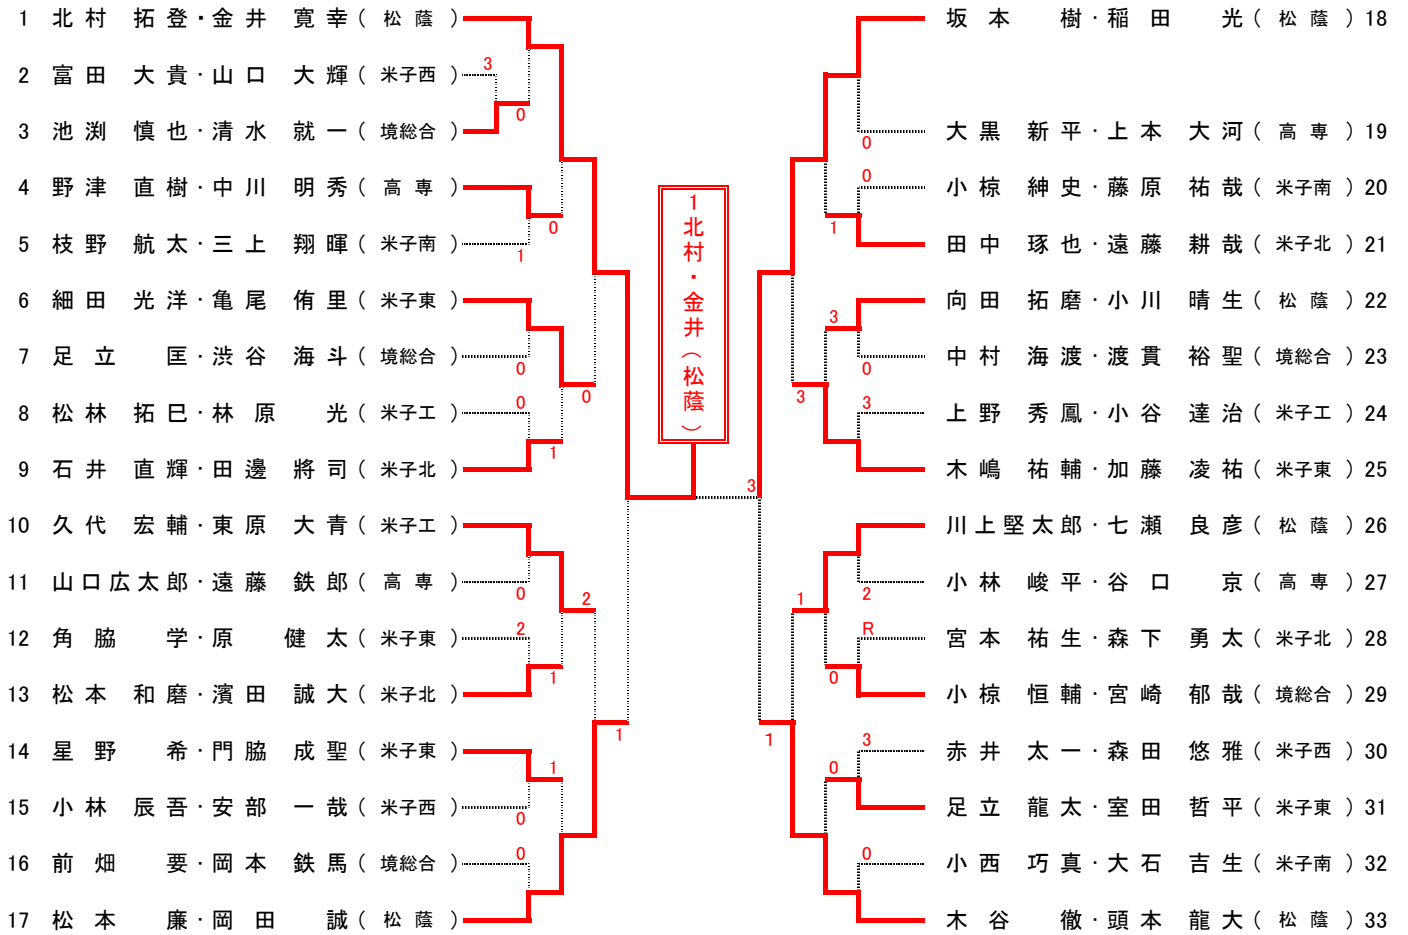 1 北村 拓登・金井 寛幸 ( 松蔭 )
3
2 富田 大貴・山口 大輝 ( 米子西 )
0
3 池渕 慎也・清水 就一 ( 境総合 )
4 野津 直樹・中川 明秀 ( 高専 )
0
5 枝野 航太・三上 翔暉 ( 米子南 )
1
6 細田 光洋・亀尾 侑里 ( 米子東 )
7 足立 匡・渋谷 海斗 ( 境総合 )
0
0
8 松林 拓巳・林原 光 ( 米子工 )
0
1
9 石井 直輝・田邊 將司 ( 米子北 )
10 久代 宏輔・東原 大青 ( 米子工 )
11 山口広太郎・遠藤 鉄郎 ( 高専 )
0
2
12 角脇 学・原 健太 ( 米子東 )
2
1
13 松本 和磨・濱田 誠大 ( 米子北 )
1
14 星野 希・門脇 成聖 ( 米子東 )
1
15 小林 辰吾・安部 一哉 ( 米子西 )
0
16 前畑 要・岡本 鉄馬 ( 境総合 )
0
17 松本 廉・岡田 誠 ( 松蔭 )
1北村・金井(松蔭)
3
坂本 樹・稲田 光 ( 松蔭 ) 18
大黒 新平・上本 大河 ( 高専 ) 19
0
0
小椋 紳史・藤原 祐哉 ( 米子南 ) 20
1
田中 琢也・遠藤 耕哉 ( 米子北 ) 21
向田 拓磨・小川 晴生 ( 松蔭 ) 22
3
中村 海渡・渡貫 裕聖 ( 境総合 ) 23
0
3
3
上野 秀鳳・小谷 達治 ( 米子工 ) 24
木嶋 祐輔・加藤 凌祐 ( 米子東 ) 25
川上堅太郎・七瀬 良彦 ( 松蔭 ) 26
小林 峻平・谷口 京 ( 高専 ) 27
2
1
R
宮本 祐生・森下 勇太 ( 米子北 ) 28
0
小椋 恒輔・宮崎 郁哉 ( 境総合 ) 29
1
3
赤井 太一・森田 悠雅 ( 米子西 ) 30
0
足立 龍太・室田 哲平 ( 米子東 ) 31
0
小西 巧真・大石 吉生 ( 米子南 ) 32
木谷 徹・頭本 龍大 ( 松蔭 ) 33